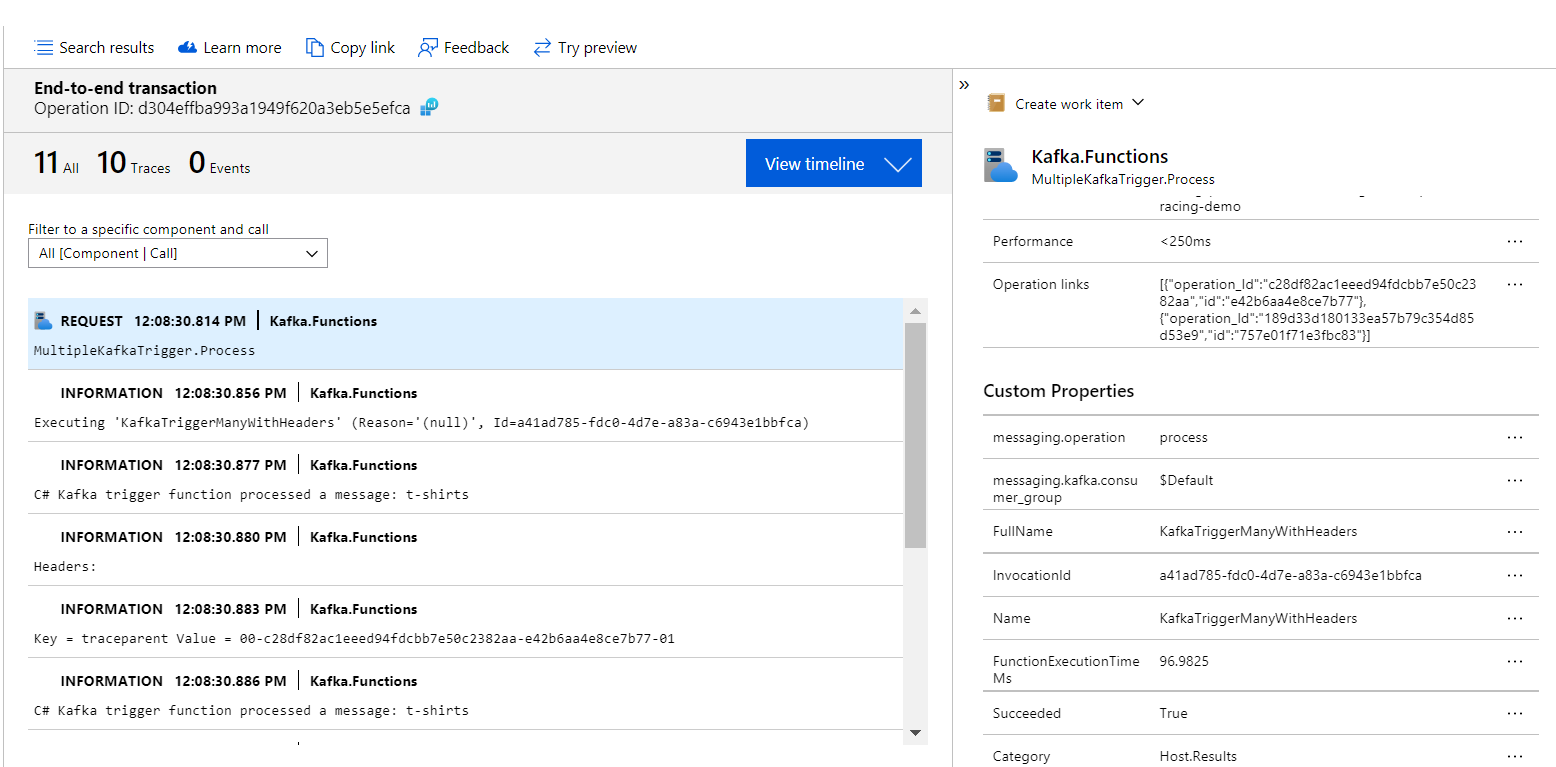 Search results Learn more Copy link Feedback Try preview
End-to-end transaction
Operation ID: d304effba993a1949f620a3eb5e5efca
11 All 10 Traces 0 Events
View timeline
Filter to a specific component and call
All [Component | Call]
REQUEST 12:08:30.814 PM | Kafka.Functions
MultipleKafkaTrigger.Process
INFORMATION 12:08:30.856 PM | Kafka.Functions
Executing 'KafkaTriggerManyWithHeaders' (Reason='(null)', Id=a41ad785-fdc0-4d7e-a83a-c6943e1bbfca)
INFORMATION 12:08:30.877 PM | Kafka.Functions
C# Kafka trigger function processed a message: t-shirts
INFORMATION 12:08:30.880 PM | Kafka.Functions
Headers:
INFORMATION 12:08:30.883 PM | Kafka.Functions
Key = traceparent Value = 00-c28df82ac1eeed94fdcbb7e50c2382aa-e42b6aa4e8ce7b77-01
INFORMATION 12:08:30.886 PM | Kafka.Functions
C# Kafka trigger function processed a message: t-shirts
» 
Create work item
Kafka.Functions
MultipleKafkaTrigger.Process
racing-demo
Performance <250ms ...
Operation links [{"operation_Id":"c28df82ac1eeed94fdcbb7e50c23 ...
82aa","id":"e42b6aa4e8ce7b77"},
{"operation_Id":"189d33d180133ea57b79c354d85
d53e9","id":"757e01f71e3fbc83"}]
Custom Properties
messaging.operation process ...
messaging.kafka.consu $Default ...
mer_group
FullName KafkaTriggerManyWithHeaders ...
InvocationId a41ad785-fdc0-4d7e-a83a-c6943e1bbfca ...
Name KafkaTriggerManyWithHeaders ...
FunctionExecutionTime 96.9825 ...
Ms
Succeeded True ...
Category Host.Results ...